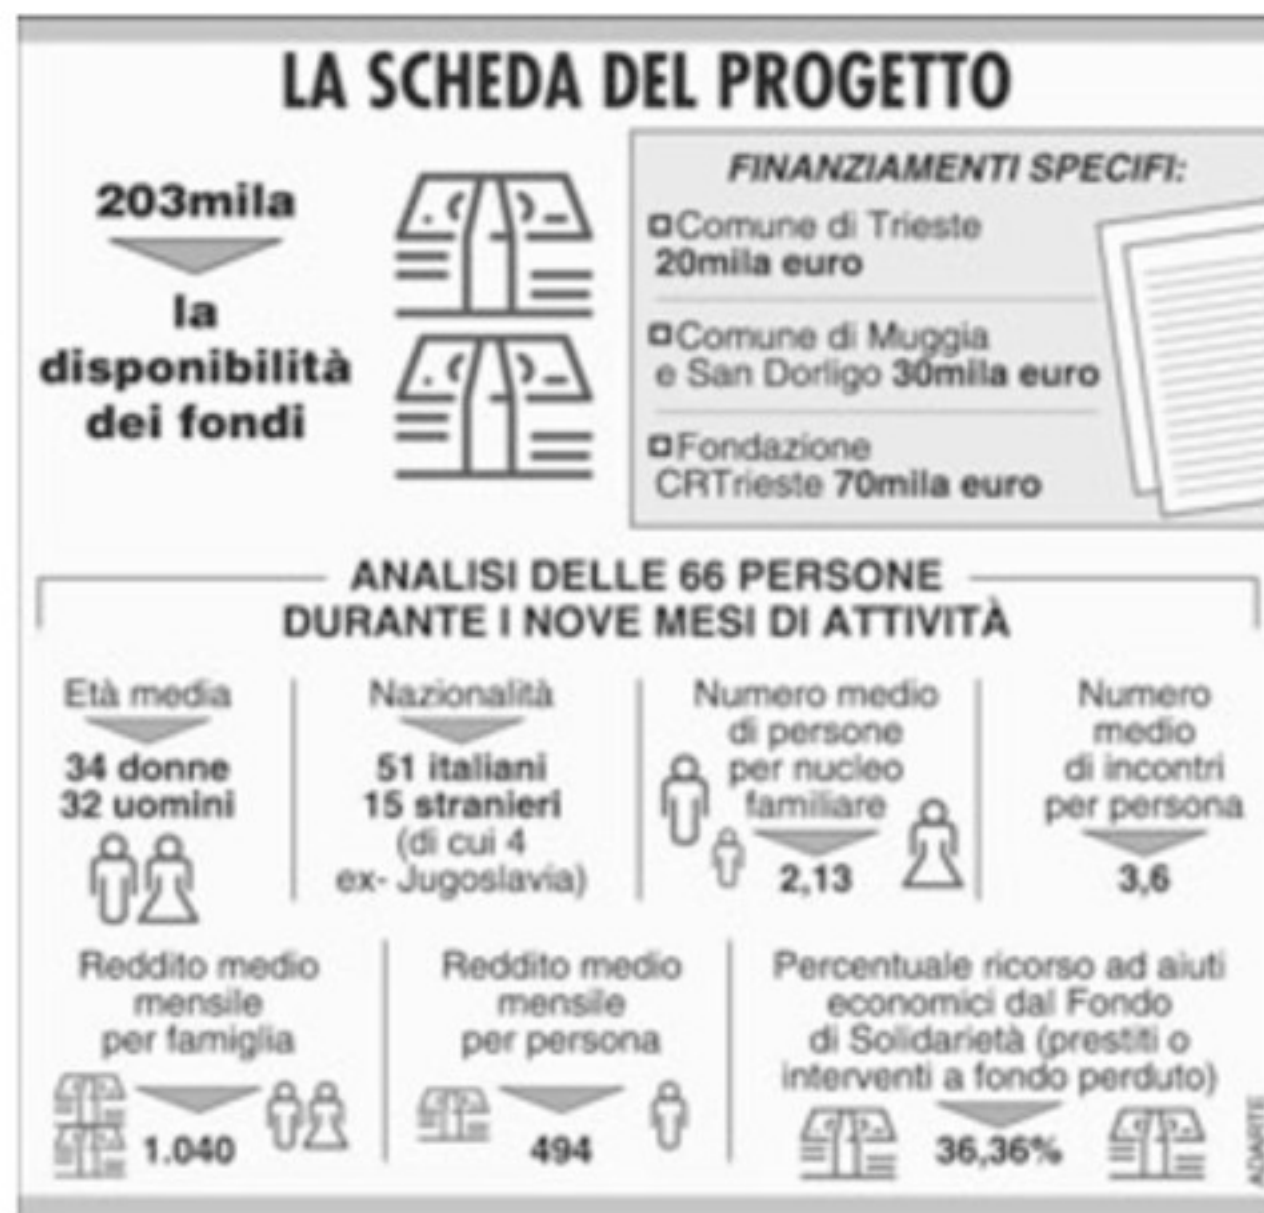 LA SCHEDA DEL PROGETTO
203mila
la
disponibilità
dei fondi
FINANZIAMENTI SPECIFI:
Comune di Trieste
20mila euro
Comune di Muggia
e San Dorligo 30mila euro
Fondazione
CRTrieste 70mila euro
ANALISI DELLE 66 PERSONE
DURANTE I NOVE MESI DI ATTIVITÀ
Età media
34 donne
32 uomini
Nazionalità
51 italiani
15 stranieri
(di cui 4
ex- Jugoslavia)
Numero medio
di persone
per nucleo
familiare
2,13
Numero
medio
di incontri
per persona
3,6
Reddito medio
mensile
per famiglia
1.040
Reddito medio
mensile
per persona
494
Percentuale ricorso ad aiuti
economici dal Fondo
di Solidarietà (prestiti o
interventi a fondo perduto)
36,36%
ADARTE